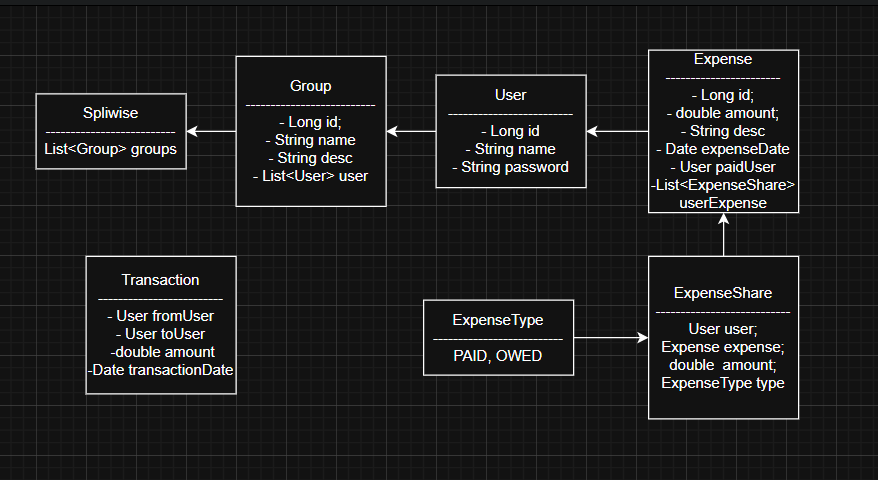 Spliwise
--------------------------
List<Group> groups
Group
--------------------------
- Long id;
- String name
- String desc
- List<User> user
User
-------------------------
- Long id
- String name
- String password
Expense
-----------------------
- Long id;
- double amount;
- String desc
- Date expenseDate
- User paidUser
-List<ExpenseShare>
userExpense
Transaction
-------------------------
- User fromUser
- User toUser
-double amount
-Date transactionDate
ExpenseType
--------------------------
PAID, OWED
ExpenseShare
---------------------------
User user;
Expense expense;
double  amount;
ExpenseType type